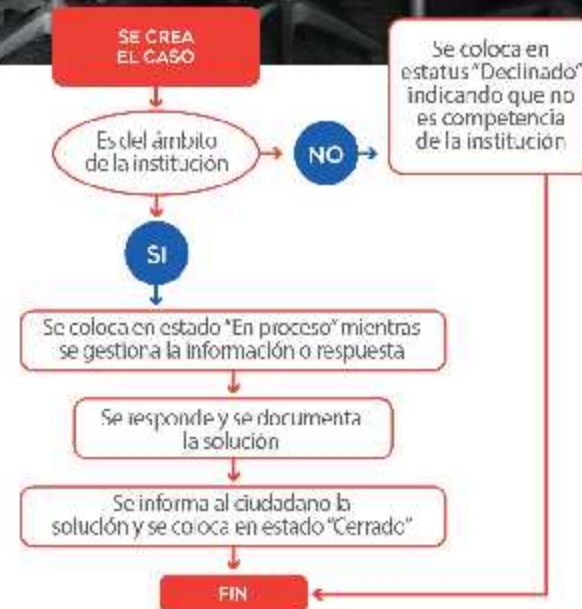 SE CREA
EL CASO
Es del ámbito
de la institución
NO
Se coloca en
estatus "Declinado"
indicando que no
es competencia
de la institución
SI
Se coloca en estado "En proceso" mientras
se gestiona la información o respuesta
Se responde y se documenta
la solución
Se informa al ciudadano la
solución y se coloca en estado "Cerrado"
FIN